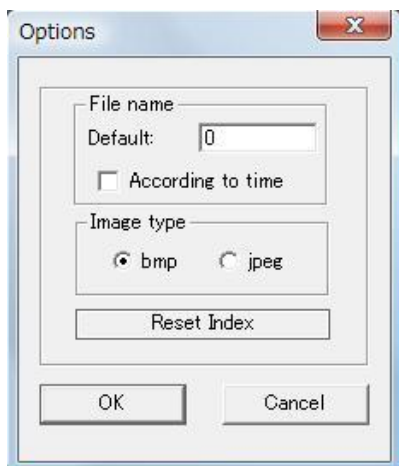 Options
File name
Default: 0
According to time
Image type
bmp jpeg
Reset Index
OK Cancel